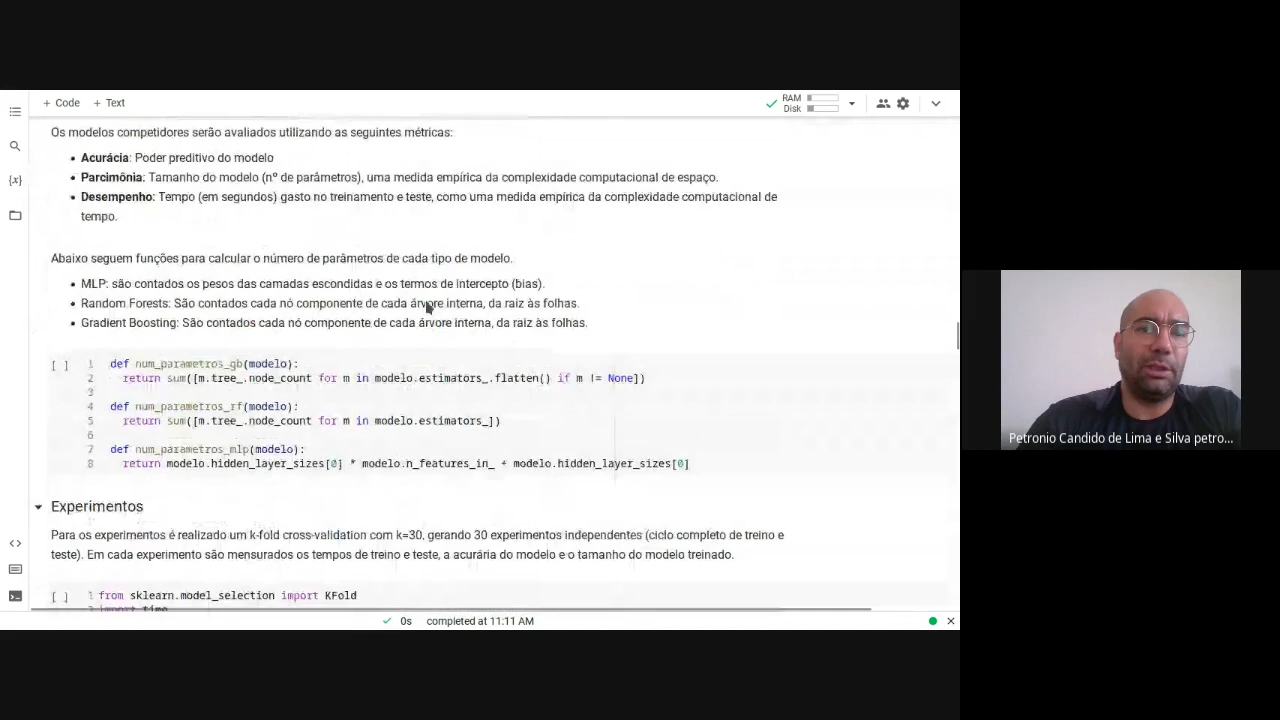 + Code + Text
RAM
Disk
Os modelos competidores serão avaliados utilizando as seguintes métricas:
• Acurácia: Poder preditivo do modelo
• Parcimônia: Tamanho do modelo (nº de parâmetros), uma medida empírica da complexidade computacional de espaço.
• Desempenho: Tempo (em segundos) gasto no treinamento e teste, como uma medida empírica da complexidade computacional de
tempo.
Abaixo seguem funções para calcular o número de parâmetros de cada tipo de modelo.
• MLP: são contados os pesos das camadas escondidas e os termos de intercepto (bias).
• Random Forests: São contados cada nó componente de cada árvore interna, da raiz às folhas.
• Gradient Boosting: São contados cada nó componente de cada árvore interna, da raiz às folhas.
[ ] 1 def num_parametros_gb(modelo):
2 return sum([m.tree_.node_count for m in modelo.estimators_.flatten() if m != None])
3
4 def num_parametros_rf(modelo):
5 return sum([m.tree_.node_count for m in modelo.estimators_])
6
7 def num_parametros_mlp(modelo):
8 return modelo.hidden_layer_sizes[0] * modelo.n_features_in_ + modelo.hidden_layer_sizes[0]
Experimentos
Para os experimentos é realizado um k-fold cross-validation com k=30, gerando 30 experimentos independentes (ciclo completo de treino e
teste). Em cada experimento são mensurados os tempos de treino e teste, a acurária do modelo e o tamanho do modelo treinado.
[ ] 1 from sklearn.model_selection import KFold
2 import time
0s completed at 11:11 AM
Petronio Candido de Lima e Silva petro...